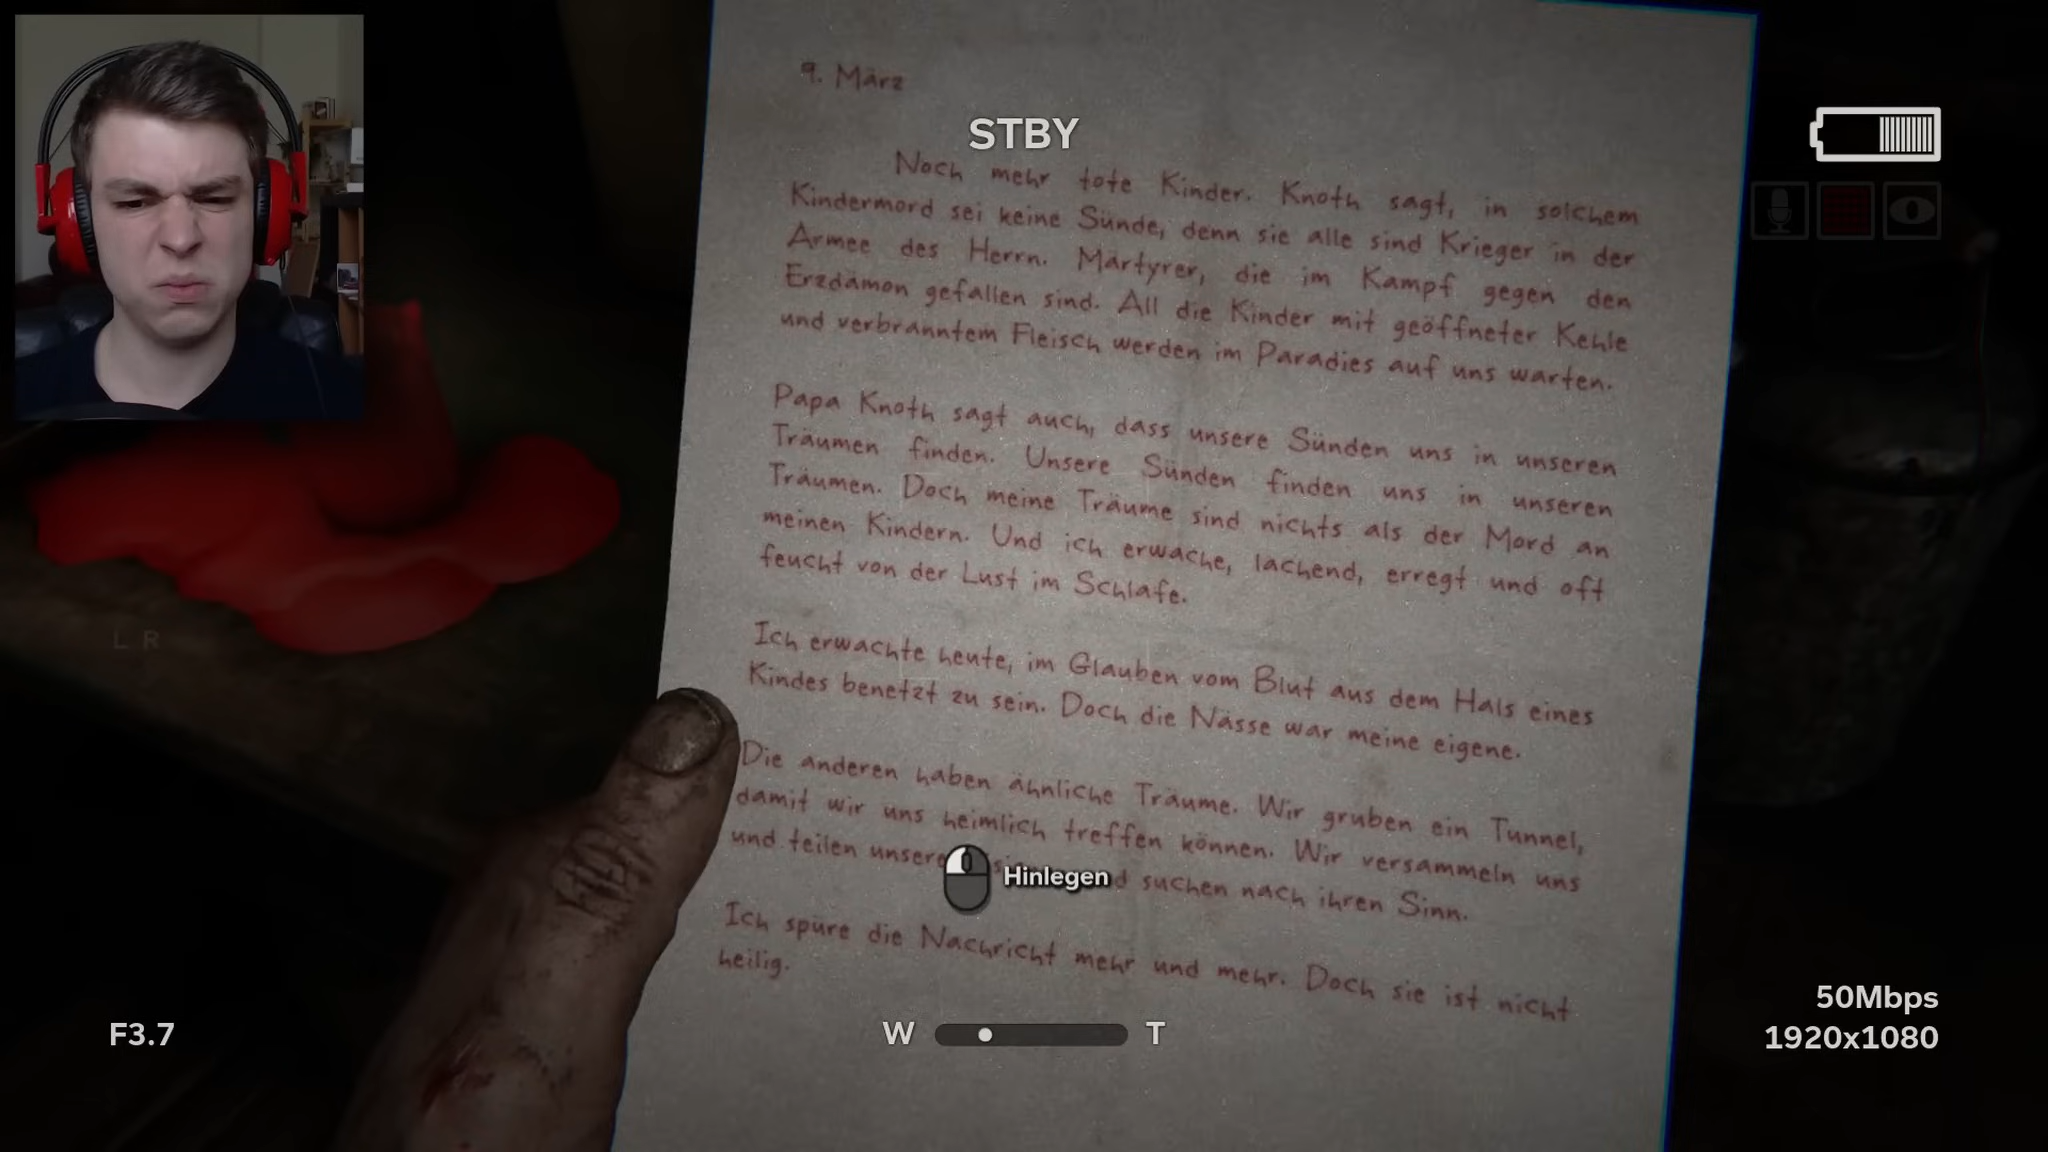 9. März
STBY
Noch mehr tote Kinder. Knoth sagt, in solchem
Kindermord sei keine Sünde, denn sie alle sind Krieger in der
Armee des Herrn. Märtyrer, die im Kampf gegen den
Erzdämon gefallen sind. All die Kinder mit geöffneter Kehle
und verbranntem Fleisch werden im Paradies auf uns warten.
Papa Knoth sagt auch, dass unsere Sünden uns in unseren
Träumen finden. Unsere Sünden finden uns in unseren
Träumen. Doch meine Träume sind nichts als der Mord an
meinen Kindern. Und ich erwache, lachend, erregt und oft
feucht von der Lust im Schlafe.
Ich erwachte heute, im Glauben vom Blut aus dem Hals eines
Kindes benetzt zu sein. Doch die Nässe war meine eigene.
Die anderen haben ähnliche Träume. Wir gruben ein Tunnel,
damit wir uns heimlich treffen können. Wir versammeln uns
und teilen unsere suchen nach ihren Sinn.
Hinlegen
Ich spüre die Nachricht mehr und mehr. Doch sie ist nicht
heilig.
L R
F3.7
W T
50Mbps
1920x1080